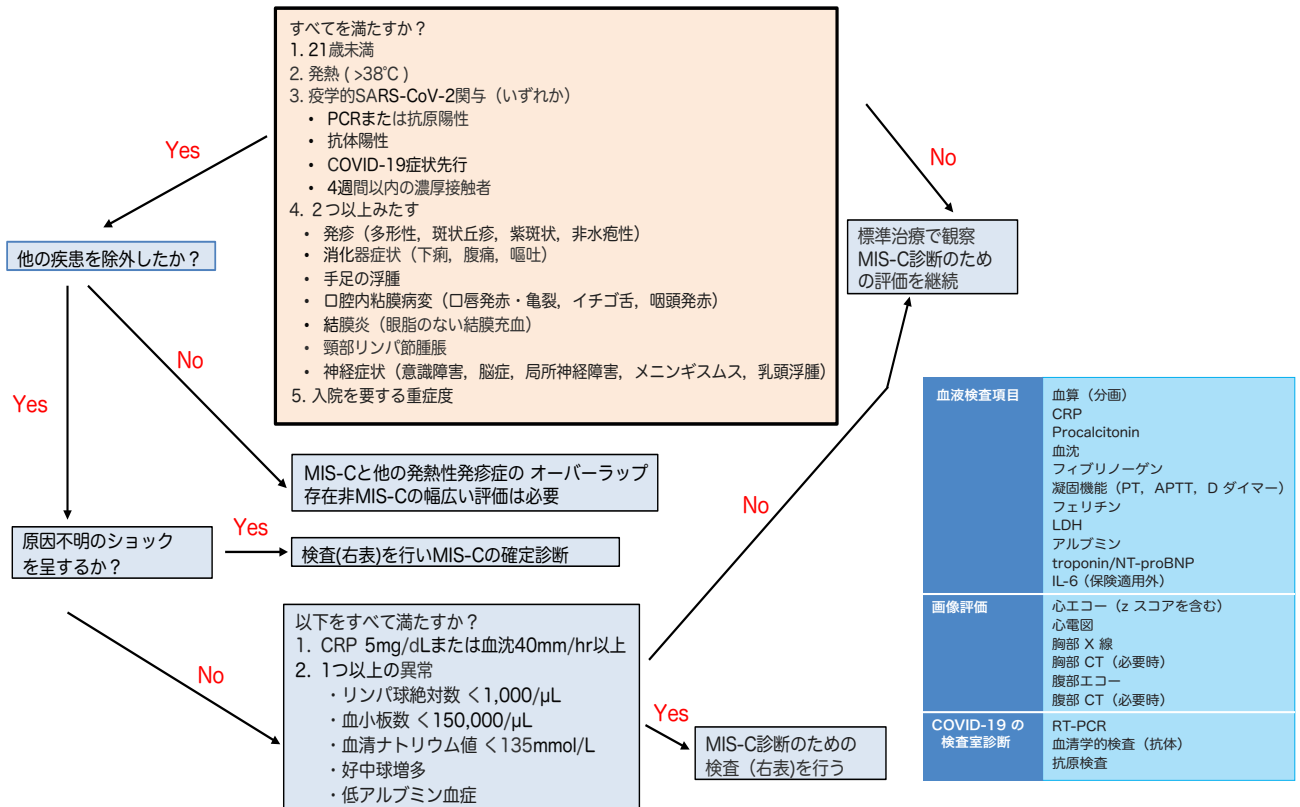 すべてを満たすか？
1. 21歳未満
2. 発熱 ( >38℃ )
3. 疫学的SARS-CoV-2関与（いずれか）
• PCRまたは抗原陽性
• 抗体陽性
• COVID-19症状先行
• 4週間以内の濃厚接触者
4. ２つ以上みたす
• 発疹（多形性，斑状丘疹，紫斑状，非水疱性）
• 消化器症状（下痢，腹痛，嘔吐）
• 手足の浮腫
• 口腔内粘膜病変（口唇発赤・亀裂，イチゴ舌，咽頭発赤）
• 結膜炎（眼脂のない結膜充血）
• 頸部リンパ節腫脹
• 神経症状（意識障害，脳症，局所神経障害，メニンギスムス，乳頭浮腫）
5. 入院を要する重症度
Yes
No
他の疾患を除外したか？
標準治療で観察
MIS-C診断のため
の評価を継続
No
Yes
MIS-Cと他の発熱性発疹症の オーバーラップ
存在非MIS-Cの幅広い評価は必要
原因不明のショック
を呈するか？
Yes
検査(右表)を行いMIS-Cの確定診断
No
No
以下をすべて満たすか？
1. CRP 5mg/dLまたは血沈40mm/hr以上
2. 1つ以上の異常
・リンパ球絶対数 <1,000/μL
・血小板数 <150,000/μL
・血清ナトリウム値 <135mmol/L
・好中球増多
・低アルブミン血症
Yes
MIS-C診断のための
検査（右表)を行う
血液検査項目
血算（分画）
CRP
Procalcitonin
血沈
フィブリノーゲン
凝固機能（PT，APTT，D ダイマー）
フェリチン
LDH
アルブミン
troponin/NT-proBNP
IL-6（保険適用外）
画像評価
心エコー（z スコアを含む）
心電図
胸部 X 線
胸部 CT（必要時）
腹部エコー
腹部 CT（必要時）
COVID-19 の
検査室診断
RT-PCR
血清学的検査（抗体）
抗原検査